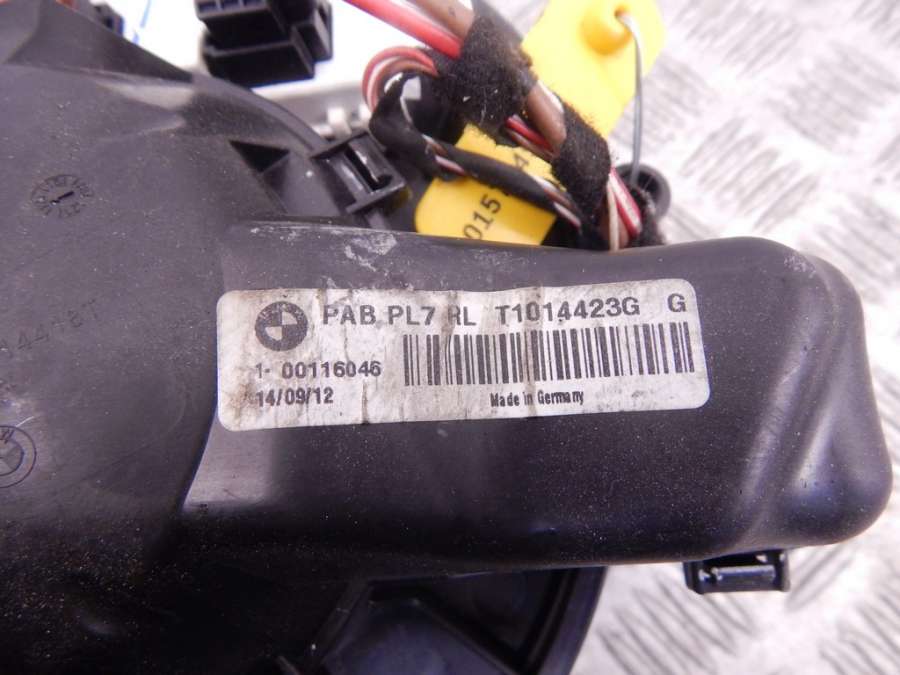 PAB PL7 RL T1014423G G
1- 00116046
14/09/12
Made in Germany